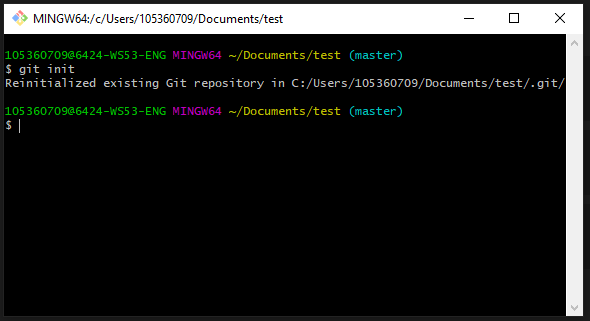 MINGW64:/c/Users/105360709/Documents/test
105360709@6424-WS53-ENG MINGW64 ~/Documents/test (master)
$ git init
Reinitialized existing Git repository in C:/Users/105360709/Documents/test/.git/
105360709@6424-WS53-ENG MINGW64 ~/Documents/test (master)
$